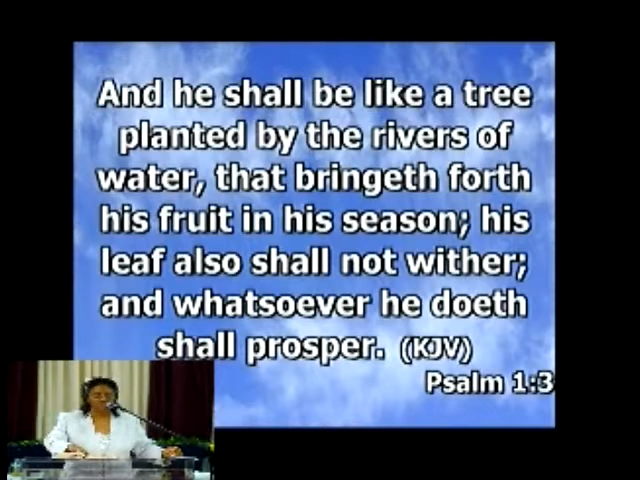 And he shall be like a tree
planted by the rivers of
water, that bringeth forth
his fruit in his season; his
leaf also shall not wither;
and whatsoever he doeth
shall prosper. (KJV)
Psalm 1:3